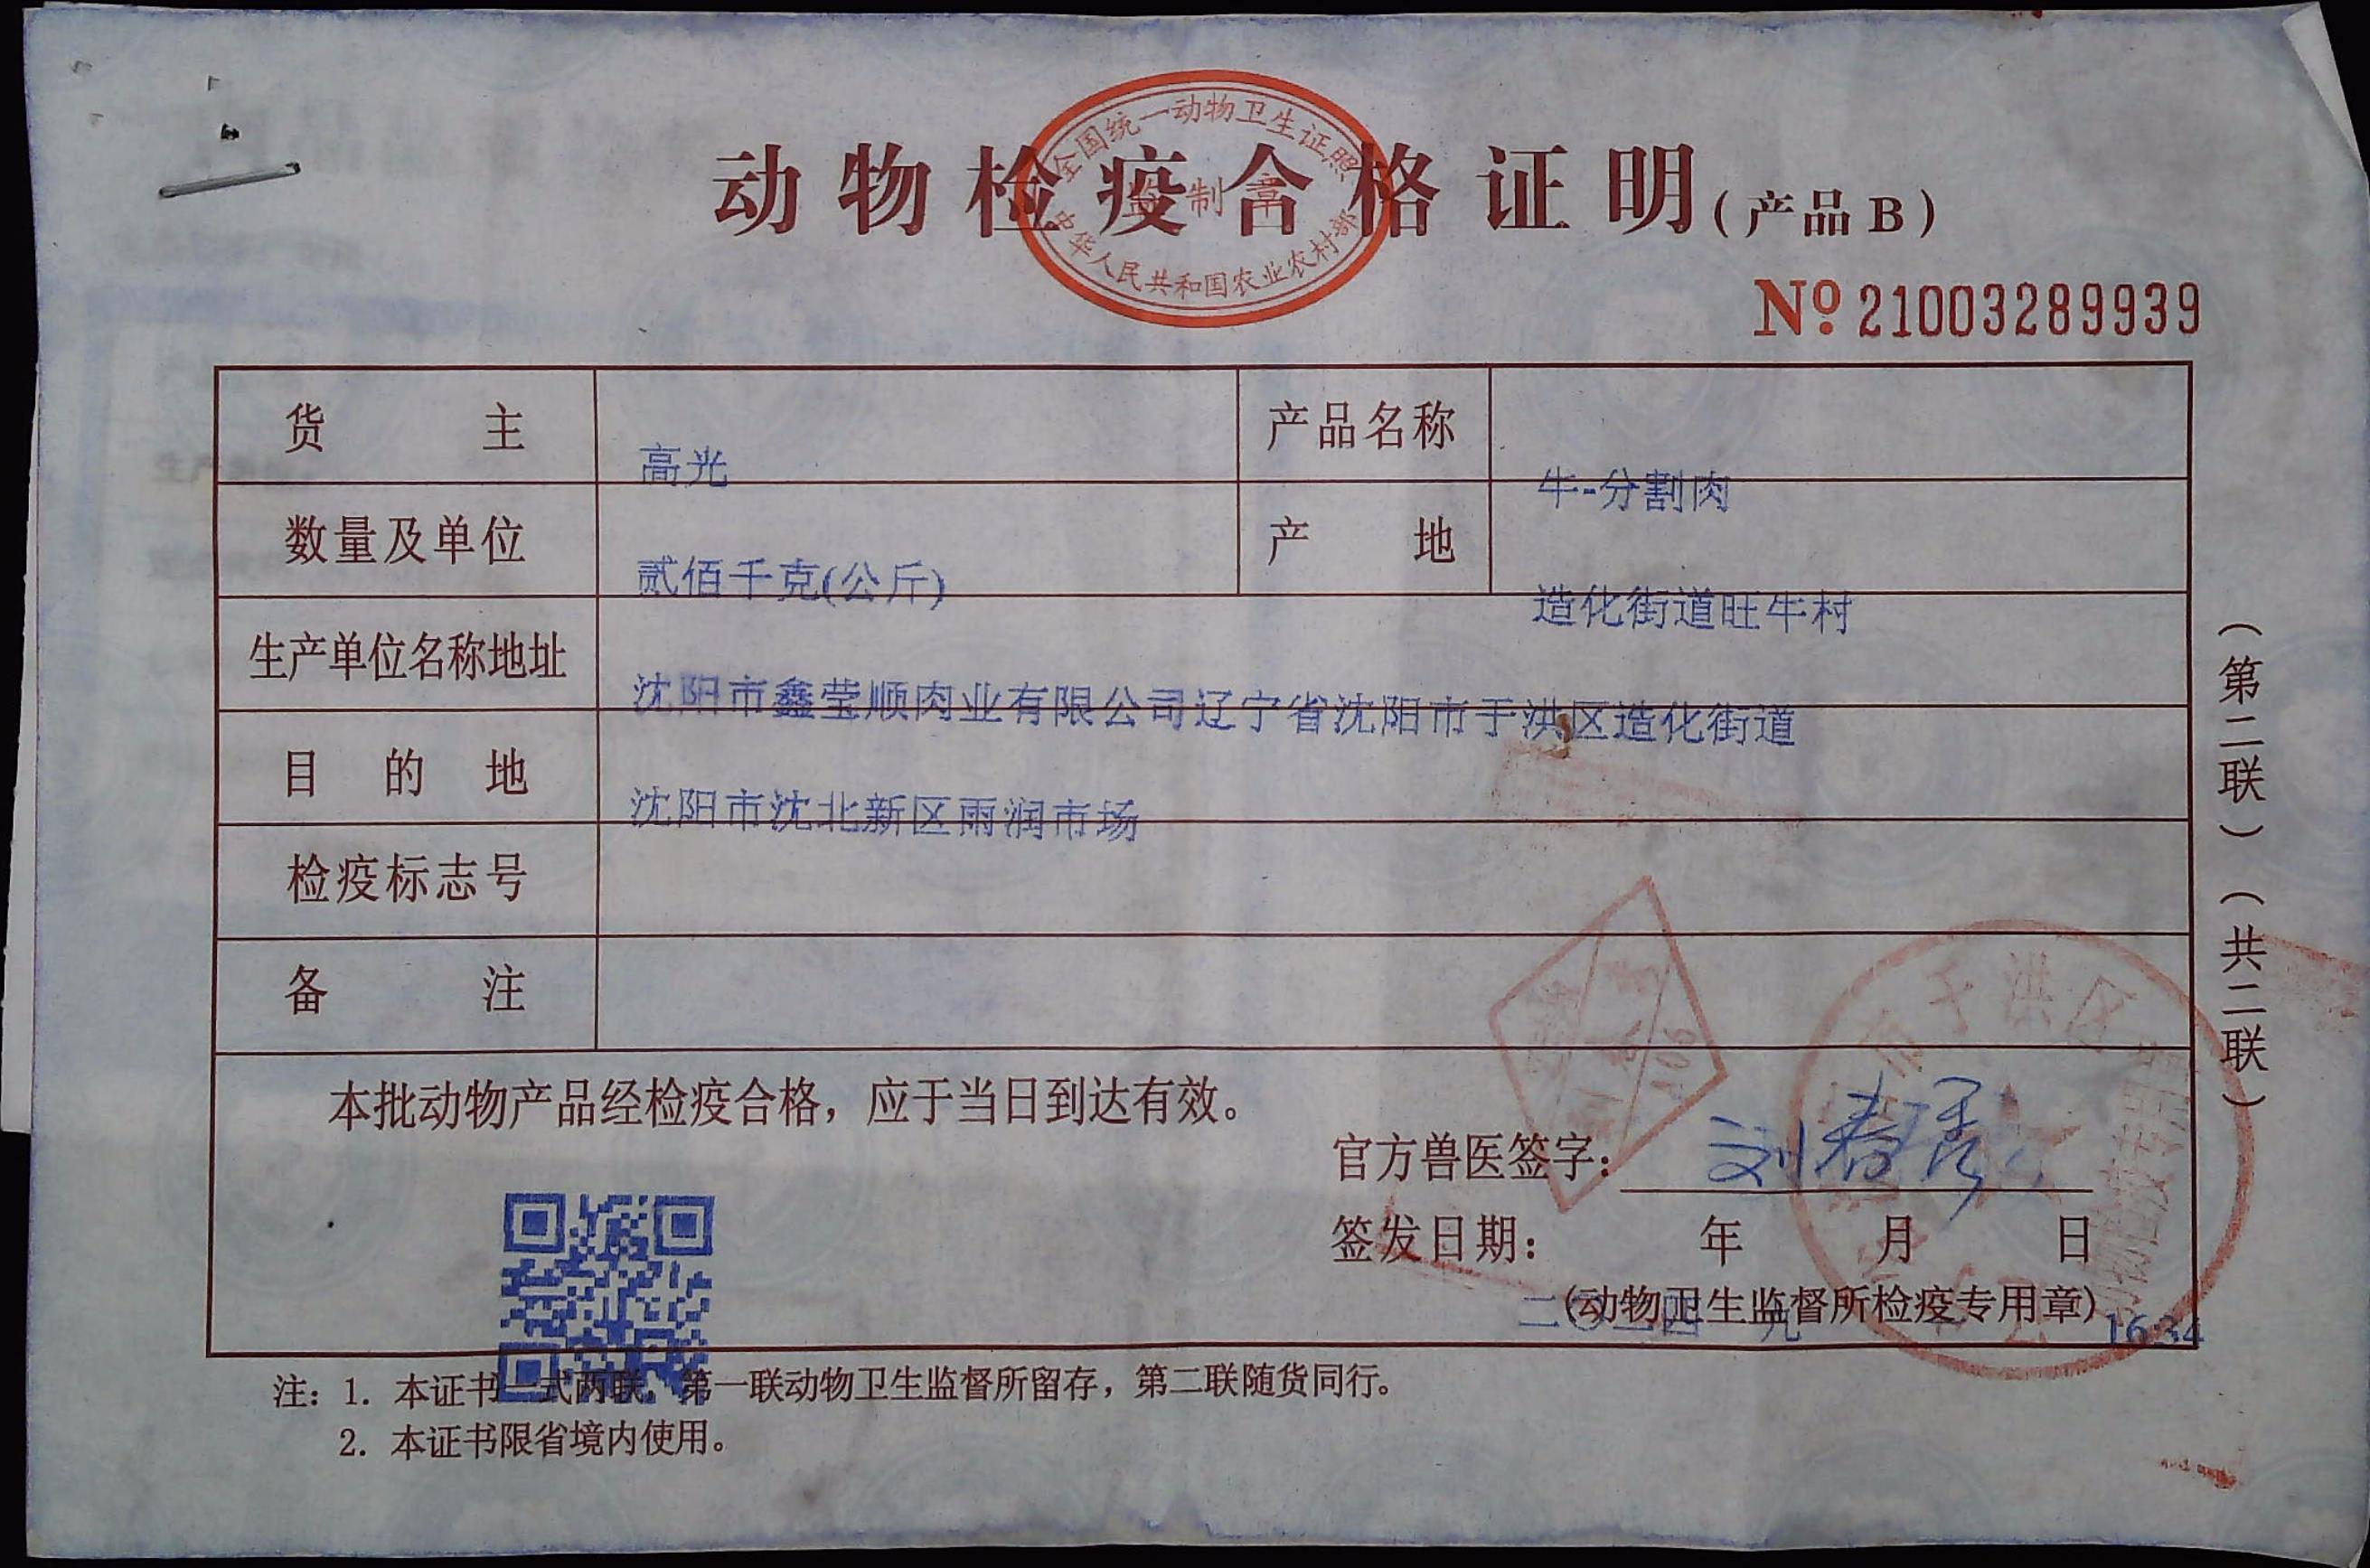 全国统一动物卫生证照
监制章
中华人民共和国农业农村部
动物检疫合格证明(产品B)
№ 21003289939
货主 高光 产品名称 牛-分割肉
数量及单位 贰佰千克(公斤) 产地 造化街道旺牛村
生产单位名称地址 沈阳市鑫莹顺肉业有限公司辽宁省沈阳市于洪区造化街道
目的地 沈阳市沈北新区雨润市场
检疫标志号
备注
(第二联)(共二联)
本批动物产品经检疫合格，应于当日到达有效。
官方兽医签字：刘春
签发日期： 年 月 日
二〇二四 九 16:34
(动物卫生监督所检疫专用章)
市于洪区
注：1. 本证书一式两联，第一联动物卫生监督所留存，第二联随货同行。
2. 本证书限省境内使用。